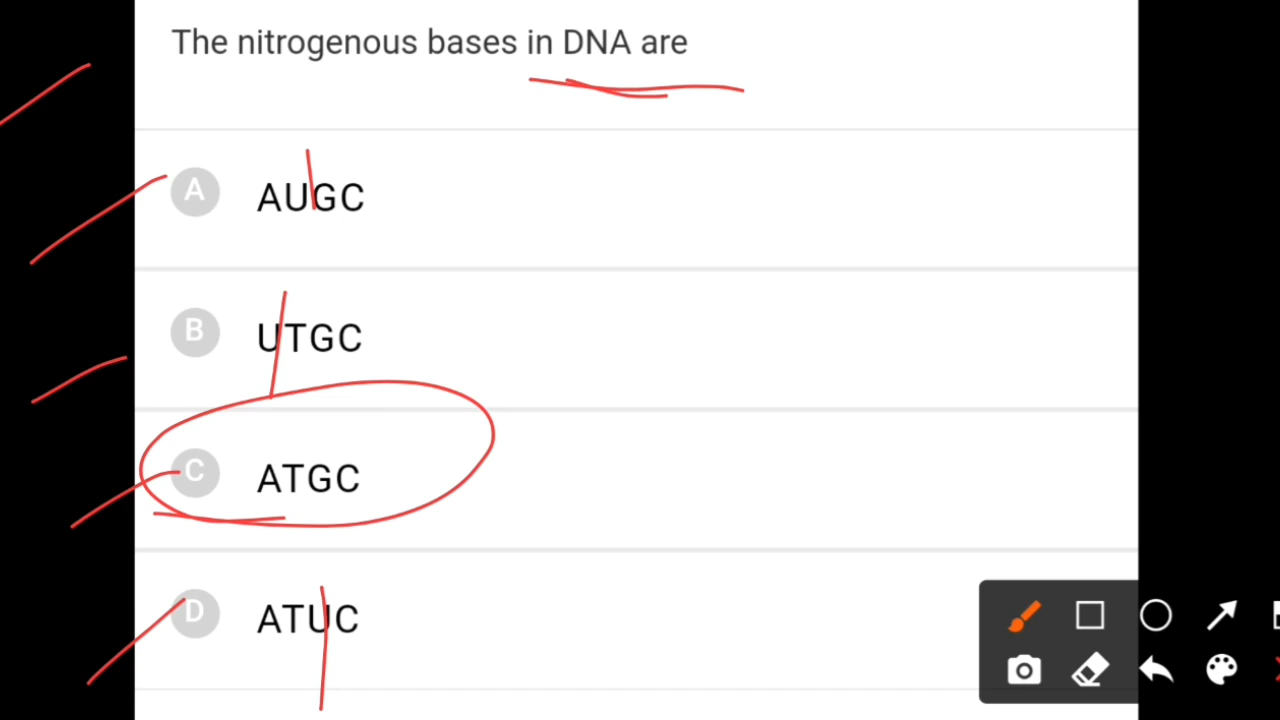 The nitrogenous bases in DNA are
A AUGC
B UTGC
C ATGC
D ATUC